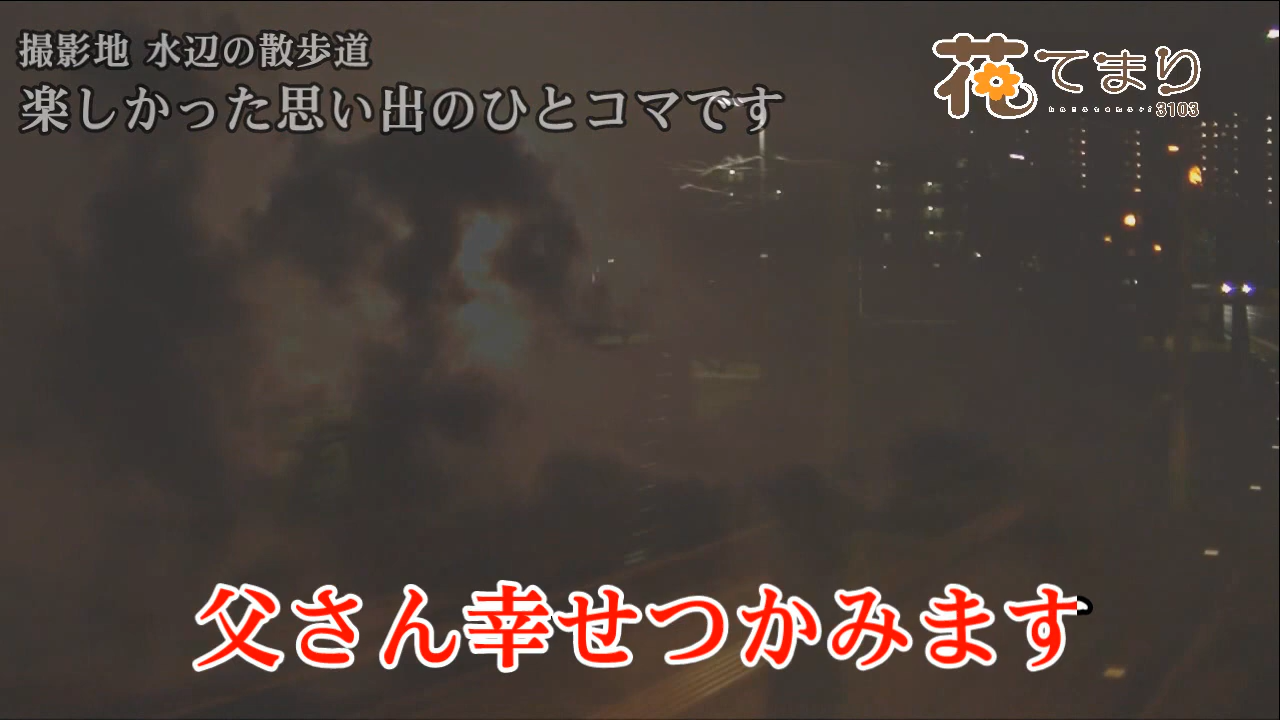 撮影地 水辺の散歩道
楽しかった思い出のひとコマです
花てまり
3103
父さん幸せつかみます